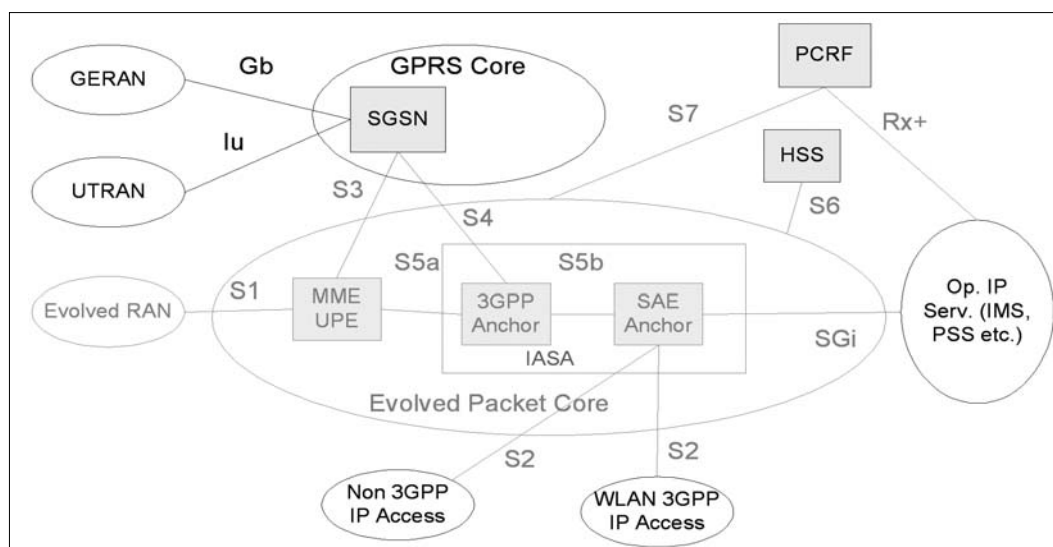 PCRF
GERAN
Gb
GPRS Core
SGSN
S7
Rx+
Iu
HSS
UTRAN
S3
S6
S4
S5a
S5b
S1
Evolved RAN
MME
UPE
3GPP
Anchor
SAE
Anchor
Op. IP
Serv. (IMS,
PSS etc.)
SGi
IASA
Evolved Packet Core
S2
S2
Non 3GPP
IP Access
WLAN 3GPP
IP Access